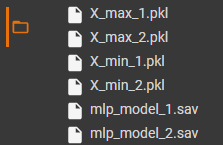 X_max_1.pkl
X_max_2.pkl
X_min_1.pkl
X_min_2.pkl
mlp_model_1.sav
mlp_model_2.sav